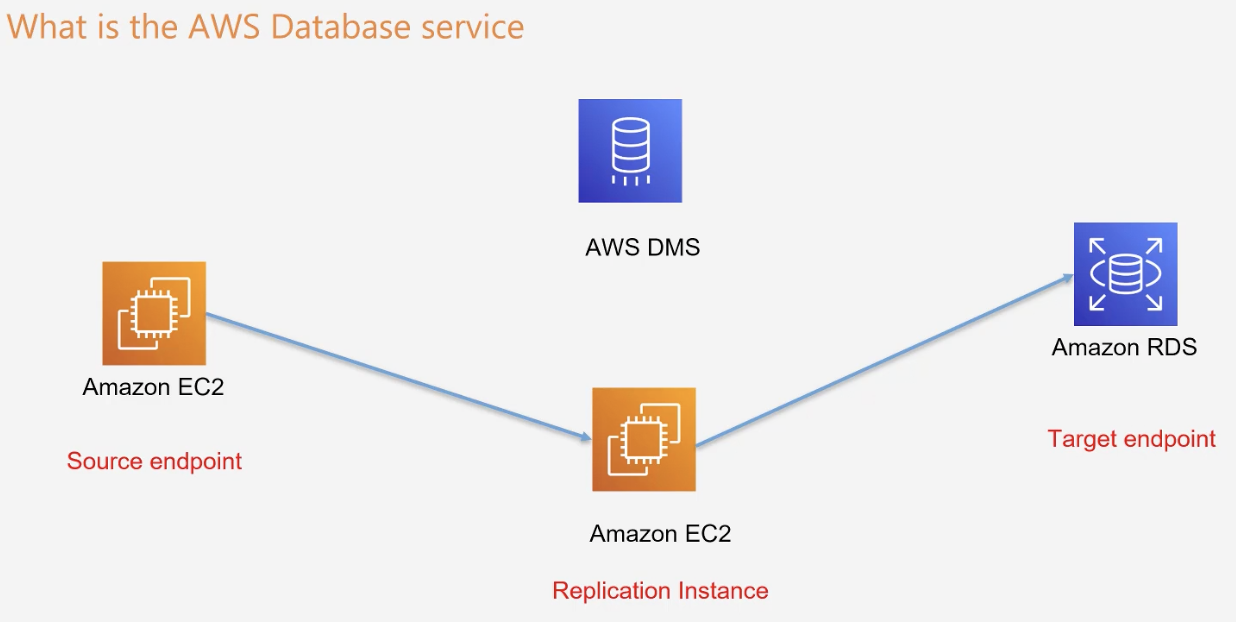 What is the AWS Database service
AWS DMS
Amazon RDS
Amazon EC2
Target endpoint
Source endpoint
Amazon EC2
Replication Instance